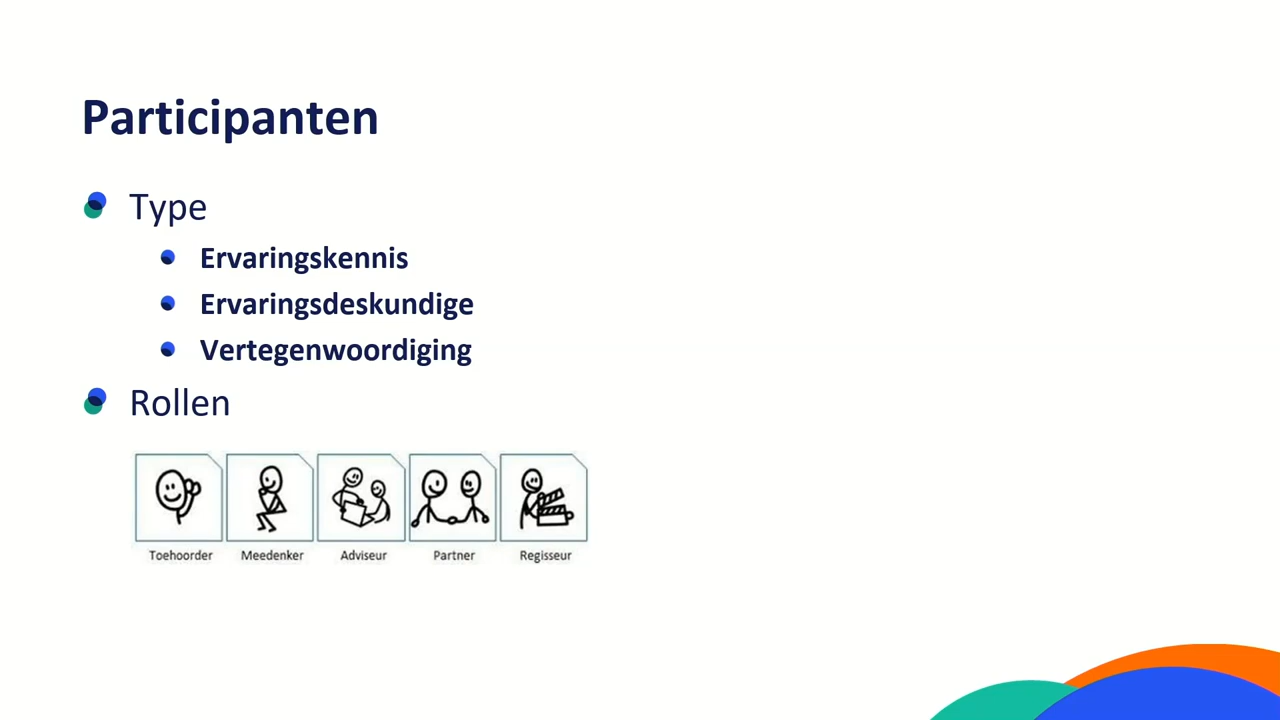 Participanten
Type
Ervaringskennis
Ervaringsdeskundige
Vertegenwoordiging
Rollen
Toehoorder Meedenker Adviseur Partner Regisseur